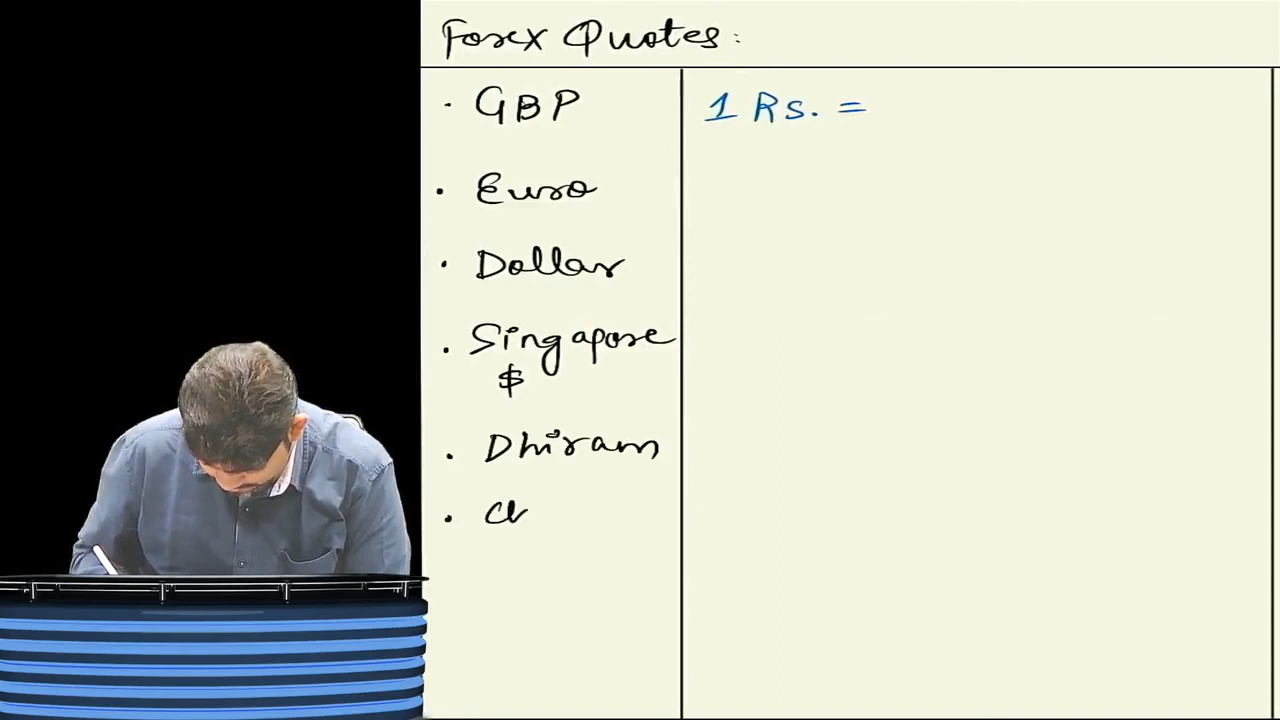 Forex Quotes:
· GBP
1 Rs. =
· Euro
· Dollar
· Singapore
$
· Dhiram
·